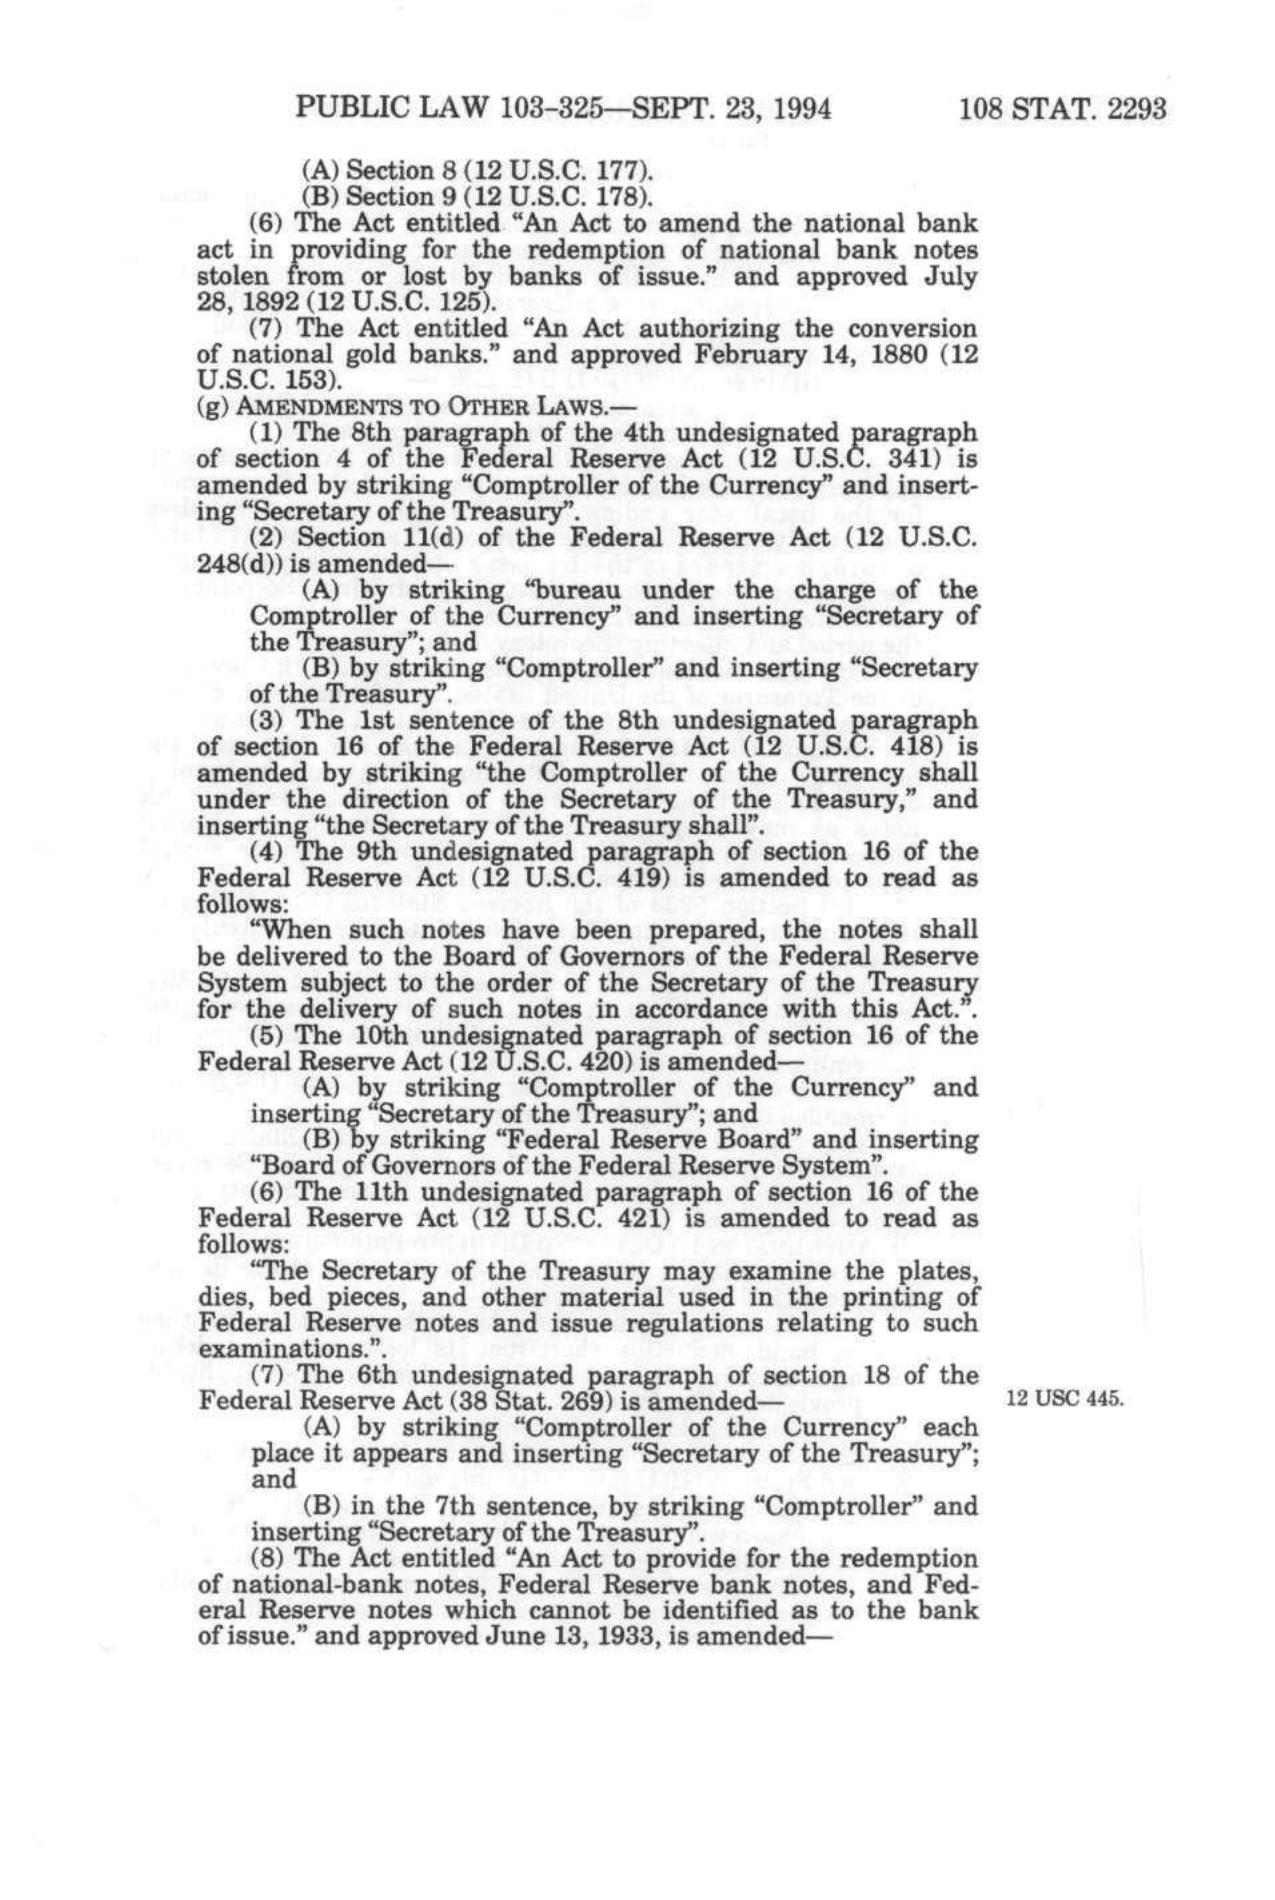 PUBLIC LAW 103–325—SEPT. 23, 1994 108 STAT. 2293
(A) Section 8 (12 U.S.C. 177).
(B) Section 9 (12 U.S.C. 178).
(6) The Act entitled “An Act to amend the national bank
act in providing for the redemption of national bank notes
stolen from or lost by banks of issue.” and approved July
28, 1892 (12 U.S.C. 125).
(7) The Act entitled “An Act authorizing the conversion
of national gold banks.” and approved February 14, 1880 (12
U.S.C. 153).
(g) AMENDMENTS TO OTHER LAWS.—
(1) The 8th paragraph of the 4th undesignated paragraph
of section 4 of the Federal Reserve Act (12 U.S.C. 341) is
amended by striking “Comptroller of the Currency” and insert-
ing “Secretary of the Treasury”.
(2) Section 11(d) of the Federal Reserve Act (12 U.S.C.
248(d)) is amended—
(A) by striking “bureau under the charge of the
Comptroller of the Currency” and inserting “Secretary of
the Treasury”; and
(B) by striking “Comptroller” and inserting “Secretary
of the Treasury”.
(3) The 1st sentence of the 8th undesignated paragraph
of section 16 of the Federal Reserve Act (12 U.S.C. 418) is
amended by striking “the Comptroller of the Currency shall
under the direction of the Secretary of the Treasury,” and
inserting “the Secretary of the Treasury shall”.
(4) The 9th undesignated paragraph of section 16 of the
Federal Reserve Act (12 U.S.C. 419) is amended to read as
follows:
“When such notes have been prepared, the notes shall
be delivered to the Board of Governors of the Federal Reserve
System subject to the order of the Secretary of the Treasury
for the delivery of such notes in accordance with this Act.”.
(5) The 10th undesignated paragraph of section 16 of the
Federal Reserve Act (12 U.S.C. 420) is amended—
(A) by striking “Comptroller of the Currency” and
inserting “Secretary of the Treasury”; and
(B) by striking “Federal Reserve Board” and inserting
“Board of Governors of the Federal Reserve System”.
(6) The 11th undesignated paragraph of section 16 of the
Federal Reserve Act (12 U.S.C. 421) is amended to read as
follows:
“The Secretary of the Treasury may examine the plates,
dies, bed pieces, and other material used in the printing of
Federal Reserve notes and issue regulations relating to such
examinations.”.
(7) The 6th undesignated paragraph of section 18 of the
Federal Reserve Act (38 Stat. 269) is amended— 12 USC 445.
(A) by striking “Comptroller of the Currency” each
place it appears and inserting “Secretary of the Treasury”;
and
(B) in the 7th sentence, by striking “Comptroller” and
inserting “Secretary of the Treasury”.
(8) The Act entitled “An Act to provide for the redemption
of national-bank notes, Federal Reserve bank notes, and Fed-
eral Reserve notes which cannot be identified as to the bank
of issue.” and approved June 13, 1933, is amended—